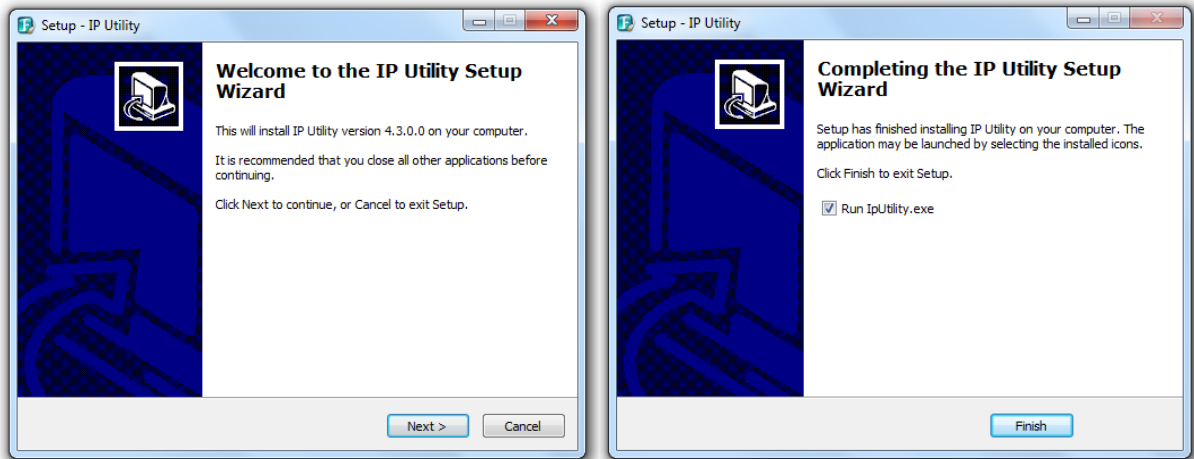 Setup - IP Utility
Welcome to the IP Utility Setup
Wizard
This will install IP Utility version 4.3.0.0 on your computer.
It is recommended that you close all other applications before
continuing.
Click Next to continue, or Cancel to exit Setup.
Next >
Cancel
Setup - IP Utility
Completing the IP Utility Setup
Wizard
Setup has finished installing IP Utility on your computer. The
application may be launched by selecting the installed icons.
Click Finish to exit Setup.
Run IpUtility.exe
Finish